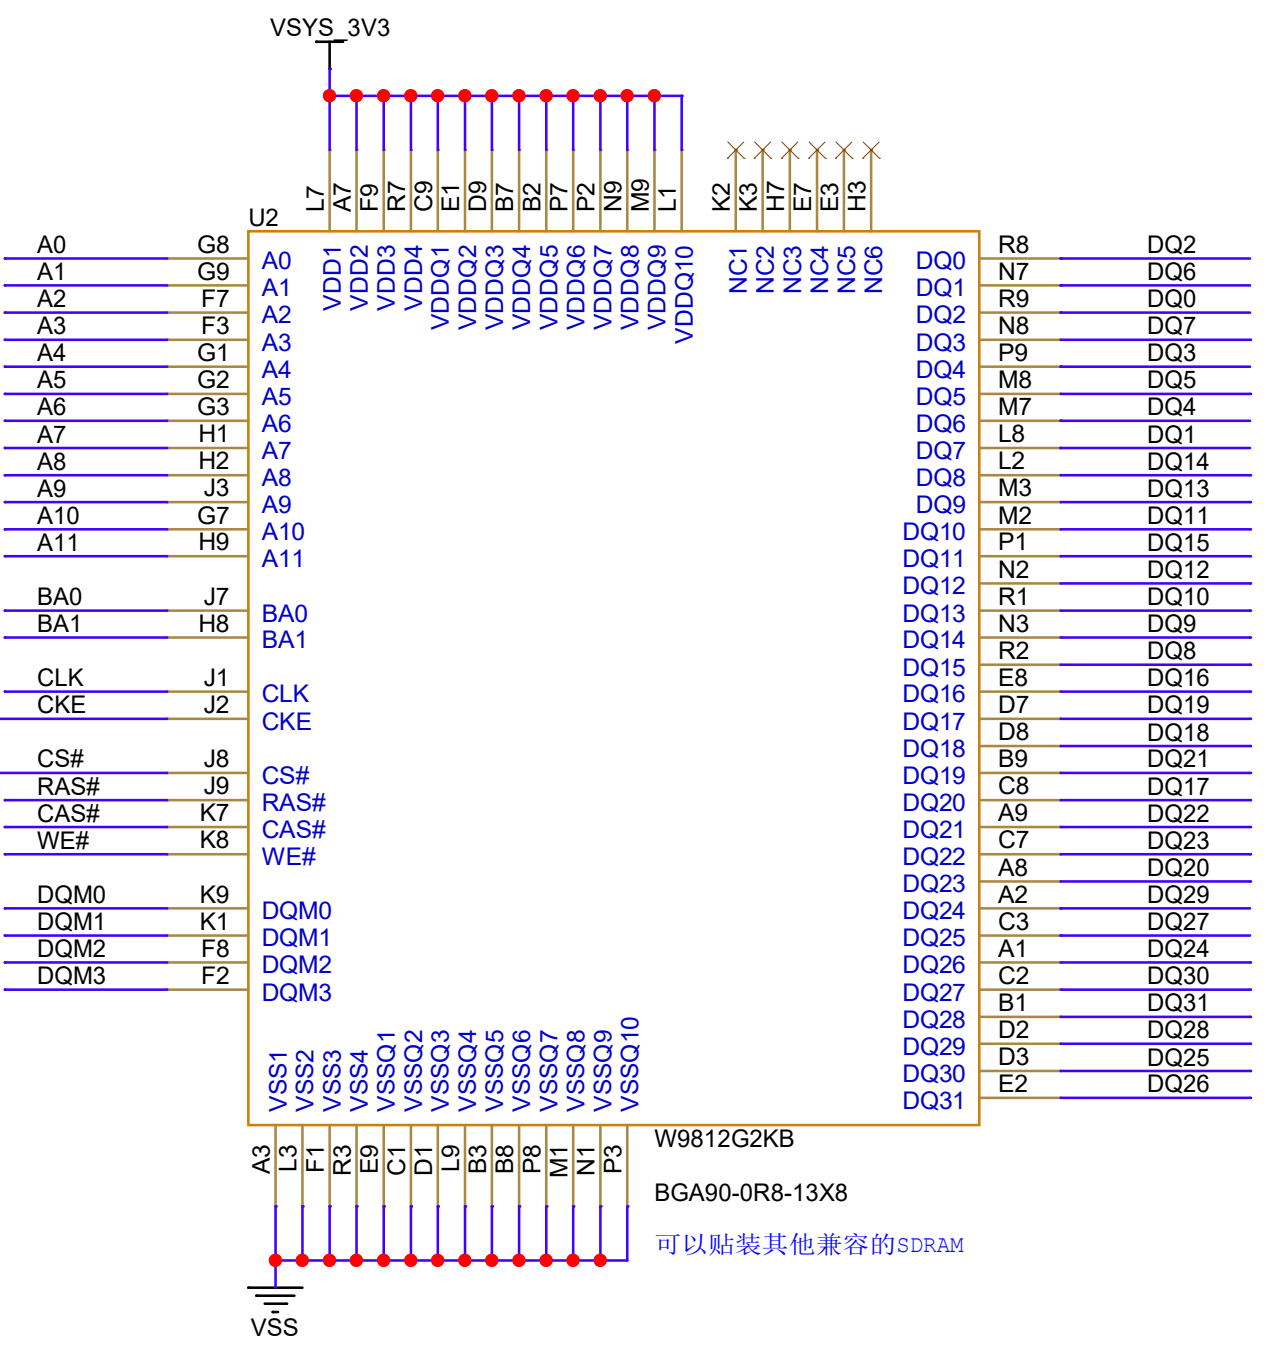 VSYS_3V3
L7 A7 F9 R7 C9 E1 D9 B7 B2 P7 P2 N9 M9 L1 K2 K3 H7 E7 E3 H3
U2
VDD1 VDD2 VDD3 VDD4 VDDQ1 VDDQ2 VDDQ3 VDDQ4 VDDQ5 VDDQ6 VDDQ7 VDDQ8 VDDQ9 VDDQ10 NC1 NC2 NC3 NC4 NC5 NC6
A0 G8 A0
A1 G9 A1
A2 F7 A2
A3 F3 A3
A4 G1 A4
A5 G2 A5
A6 G3 A6
A7 H1 A7
A8 H2 A8
A9 J3 A9
A10 G7 A10
A11 H9 A11
BA0 J7 BA0
BA1 H8 BA1
CLK J1 CLK
CKE J2 CKE
CS# J8 CS#
RAS# J9 RAS#
CAS# K7 CAS#
WE# K8 WE#
DQM0 K9 DQM0
DQM1 K1 DQM1
DQM2 F8 DQM2
DQM3 F2 DQM3
DQ0 R8 DQ2
DQ1 N7 DQ6
DQ2 R9 DQ0
DQ3 N8 DQ7
DQ4 P9 DQ3
DQ5 M8 DQ5
DQ6 M7 DQ4
DQ7 L8 DQ1
DQ8 L2 DQ14
DQ9 M3 DQ13
DQ10 M2 DQ11
DQ11 P1 DQ15
DQ12 N2 DQ12
DQ13 R1 DQ10
DQ14 N3 DQ9
DQ15 R2 DQ8
DQ16 E8 DQ16
DQ17 D7 DQ19
DQ18 D8 DQ18
DQ19 B9 DQ21
DQ20 C8 DQ17
DQ21 A9 DQ22
DQ22 C7 DQ23
DQ23 A8 DQ20
DQ24 A2 DQ29
DQ25 C3 DQ27
DQ26 A1 DQ24
DQ27 C2 DQ30
DQ28 B1 DQ31
DQ29 D2 DQ28
DQ30 D3 DQ25
DQ31 E2 DQ26
VSS1 VSS2 VSS3 VSS4 VSSQ1 VSSQ2 VSSQ3 VSSQ4 VSSQ5 VSSQ6 VSSQ7 VSSQ8 VSSQ9 VSSQ10
A3 L3 F1 R3 E9 C1 D1 L9 B3 B8 P8 M1 N1 P3
W9812G2KB
BGA90-0R8-13X8
可以贴装其他兼容的SDRAM
VSS